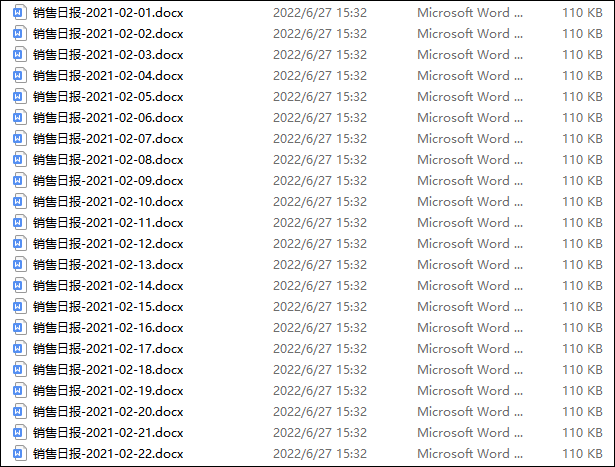 销售日报-2021-02-01.docx 2022/6/27 15:32 Microsoft Word ... 110 KB
销售日报-2021-02-02.docx 2022/6/27 15:32 Microsoft Word ... 110 KB
销售日报-2021-02-03.docx 2022/6/27 15:32 Microsoft Word ... 110 KB
销售日报-2021-02-04.docx 2022/6/27 15:32 Microsoft Word ... 110 KB
销售日报-2021-02-05.docx 2022/6/27 15:32 Microsoft Word ... 110 KB
销售日报-2021-02-06.docx 2022/6/27 15:32 Microsoft Word ... 110 KB
销售日报-2021-02-07.docx 2022/6/27 15:32 Microsoft Word ... 110 KB
销售日报-2021-02-08.docx 2022/6/27 15:32 Microsoft Word ... 110 KB
销售日报-2021-02-09.docx 2022/6/27 15:32 Microsoft Word ... 110 KB
销售日报-2021-02-10.docx 2022/6/27 15:32 Microsoft Word ... 110 KB
销售日报-2021-02-11.docx 2022/6/27 15:32 Microsoft Word ... 110 KB
销售日报-2021-02-12.docx 2022/6/27 15:32 Microsoft Word ... 110 KB
销售日报-2021-02-13.docx 2022/6/27 15:32 Microsoft Word ... 110 KB
销售日报-2021-02-14.docx 2022/6/27 15:32 Microsoft Word ... 110 KB
销售日报-2021-02-15.docx 2022/6/27 15:32 Microsoft Word ... 110 KB
销售日报-2021-02-16.docx 2022/6/27 15:32 Microsoft Word ... 110 KB
销售日报-2021-02-17.docx 2022/6/27 15:32 Microsoft Word ... 110 KB
销售日报-2021-02-18.docx 2022/6/27 15:32 Microsoft Word ... 110 KB
销售日报-2021-02-19.docx 2022/6/27 15:32 Microsoft Word ... 110 KB
销售日报-2021-02-20.docx 2022/6/27 15:32 Microsoft Word ... 110 KB
销售日报-2021-02-21.docx 2022/6/27 15:32 Microsoft Word ... 110 KB
销售日报-2021-02-22.docx 2022/6/27 15:32 Microsoft Word ... 110 KB